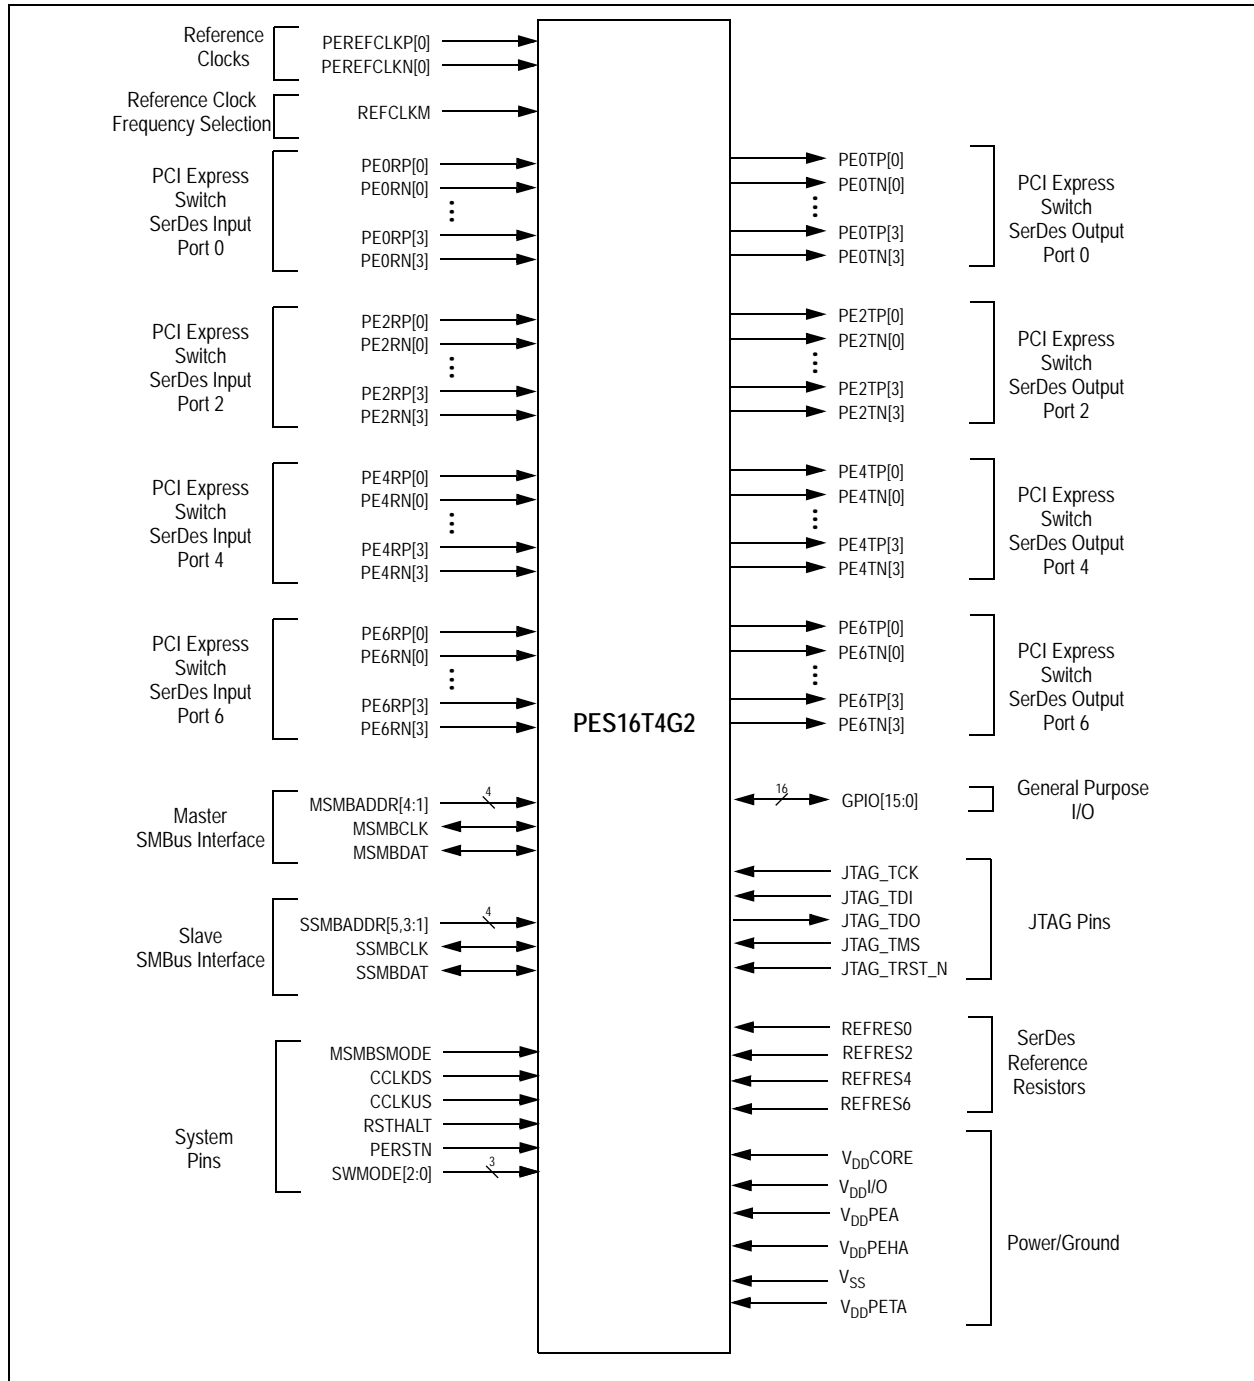 Reference
Clocks
PEREFCLKP[0]
PEREFCLKN[0]
Reference Clock
Frequency Selection
REFCLKM
PCI Express
Switch
SerDes Input
Port 0
PE0RP[0]
PE0RN[0]
PE0RP[3]
PE0RN[3]
PCI Express
Switch
SerDes Input
Port 2
PE2RP[0]
PE2RN[0]
PE2RP[3]
PE2RN[3]
PCI Express
Switch
SerDes Input
Port 4
PE4RP[0]
PE4RN[0]
PE4RP[3]
PE4RN[3]
PCI Express
Switch
SerDes Input
Port 6
PE6RP[0]
PE6RN[0]
PE6RP[3]
PE6RN[3]
Master
SMBus Interface
MSMBADDR[4:1]
4
MSMBCLK
MSMBDAT
Slave
SMBus Interface
SSMBADDR[5,3:1]
4
SSMBCLK
SSMBDAT
System
Pins
MSMBSMODE
CCLKDS
CCLKUS
RSTHALT
PERSTN
SWMODE[2:0]
3
PES16T4G2
PE0TP[0]
PE0TN[0]
PE0TP[3]
PE0TN[3]
PCI Express
Switch
SerDes Output
Port 0
PE2TP[0]
PE2TN[0]
PE2TP[3]
PE2TN[3]
PCI Express
Switch
SerDes Output
Port 2
PE4TP[0]
PE4TN[0]
PE4TP[3]
PE4TN[3]
PCI Express
Switch
SerDes Output
Port 4
PE6TP[0]
PE6TN[0]
PE6TP[3]
PE6TN[3]
PCI Express
Switch
SerDes Output
Port 6
16
GPIO[15:0]
General Purpose
I/O
JTAG_TCK
JTAG_TDI
JTAG_TDO
JTAG_TMS
JTAG_TRST_N
JTAG Pins
REFRES0
REFRES2
REFRES4
REFRES6
SerDes
Reference
Resistors
VDDCORE
VDDI/O
VDDPEA
VDDPEHA
VSS
VDDPETA
Power/Ground